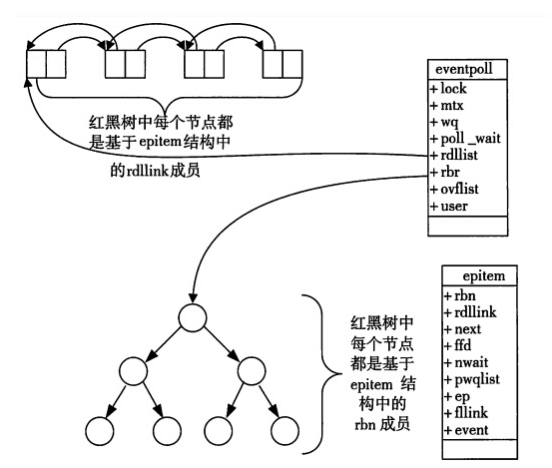 红黑树中每个节点都
是基于epitem结构中
的rdllink成员
eventpoll
+lock
+mtx
+wq
+poll_wait
+rdllist
+rbr
+ovflist
+user
红黑树中
每个节点
都是基于
epitem 结
构中的
rbn 成员
epitem
+rbn
+rdllink
+next
+ffd
+nwait
+pwqlist
+ep
+fllink
+event